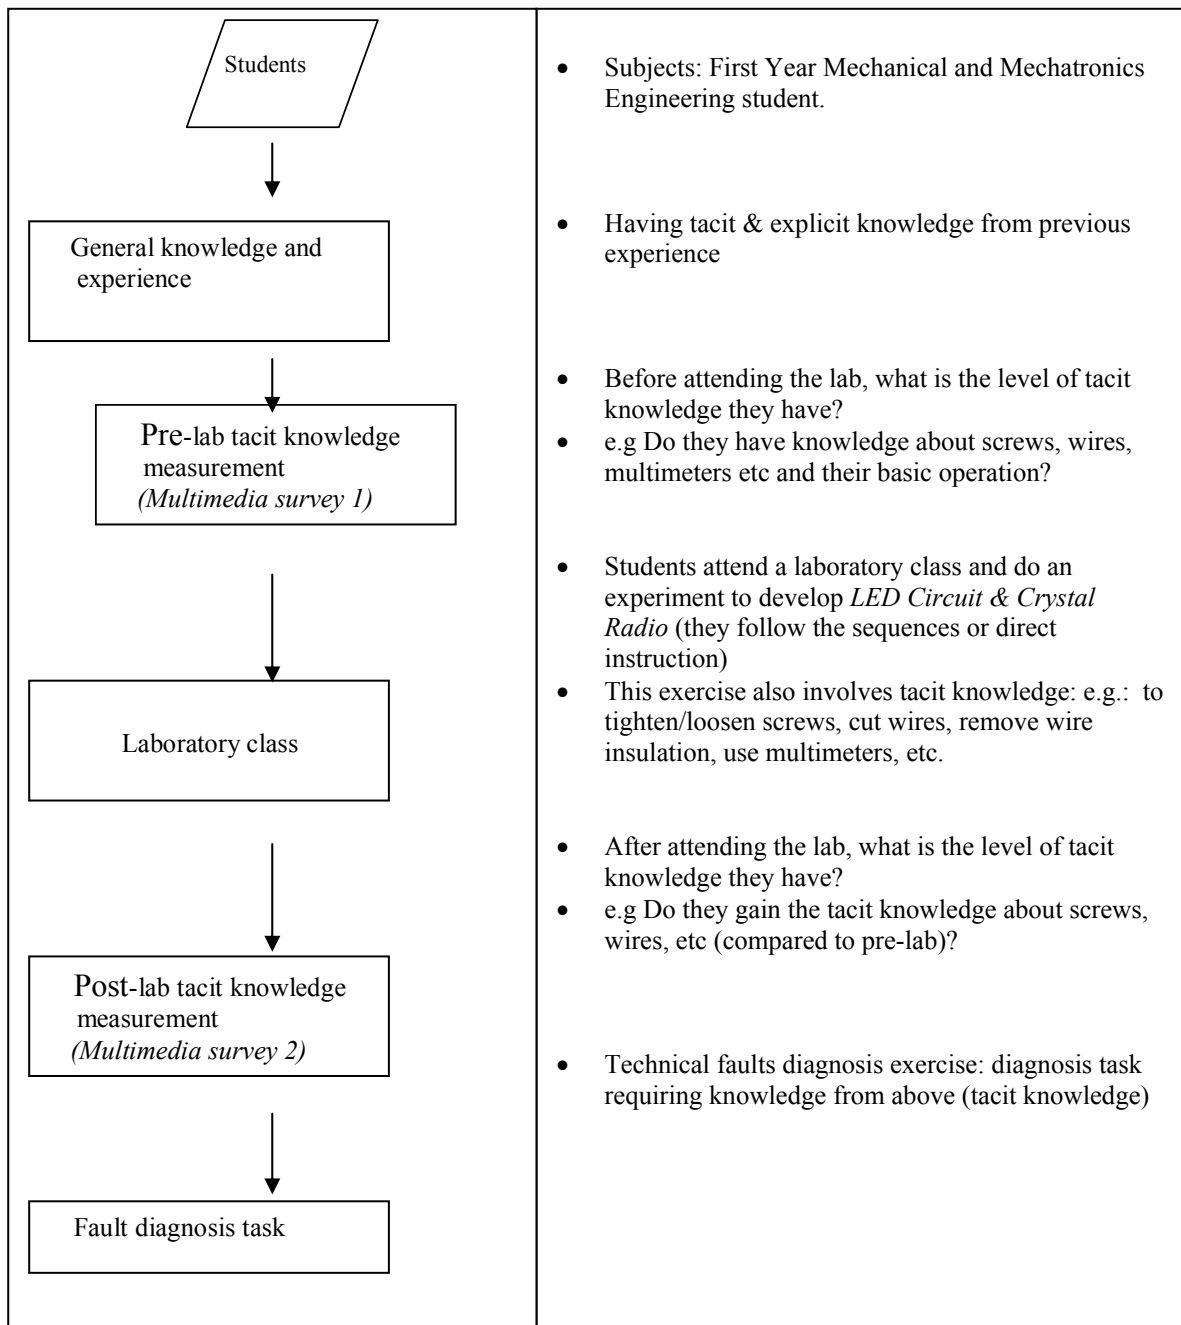 Students
General knowledge and
experience
Pre-lab tacit knowledge
measurement
(Multimedia survey 1)
Laboratory class
Post-lab tacit knowledge
measurement
(Multimedia survey 2)
Fault diagnosis task
• Subjects: First Year Mechanical and Mechatronics
Engineering student.
• Having tacit & explicit knowledge from previous
experience
• Before attending the lab, what is the level of tacit
knowledge they have?
• e.g Do they have knowledge about screws, wires,
multimeters etc and their basic operation?
• Students attend a laboratory class and do an
experiment to develop LED Circuit & Crystal
Radio (they follow the sequences or direct
instruction)
• This exercise also involves tacit knowledge: e.g.: to
tighten/loosen screws, cut wires, remove wire
insulation, use multimeters, etc.
• After attending the lab, what is the level of tacit
knowledge they have?
• e.g Do they gain the tacit knowledge about screws,
wires, etc (compared to pre-lab)?
• Technical faults diagnosis exercise: diagnosis task
requiring knowledge from above (tacit knowledge)